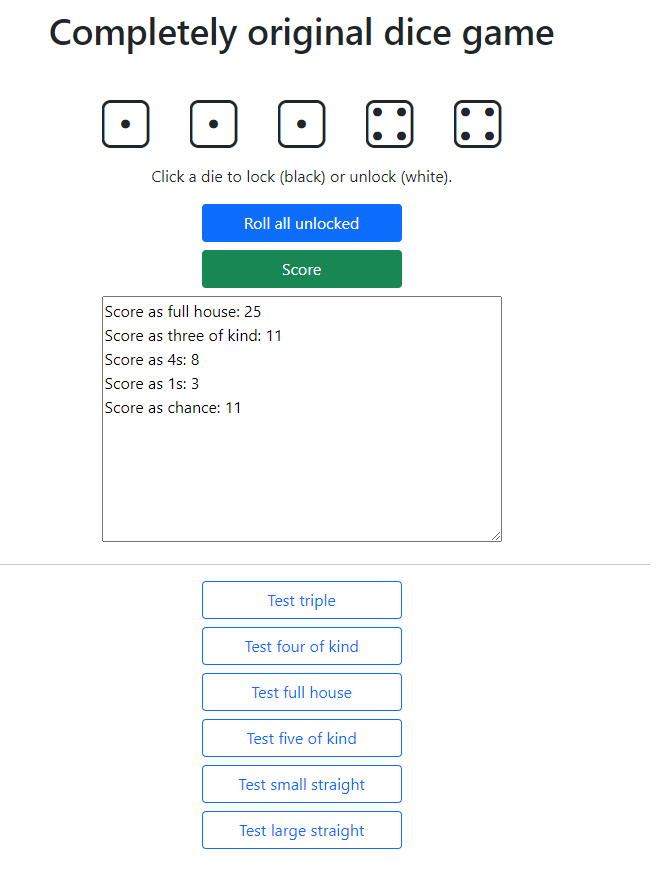 Completely original dice game
Click a die to lock (black) or unlock (white).
Roll all unlocked
Score
Score as full house: 25
Score as three of kind: 11
Score as 4s: 8
Score as 1s: 3
Score as chance: 11
Test triple
Test four of kind
Test full house
Test five of kind
Test small straight
Test large straight